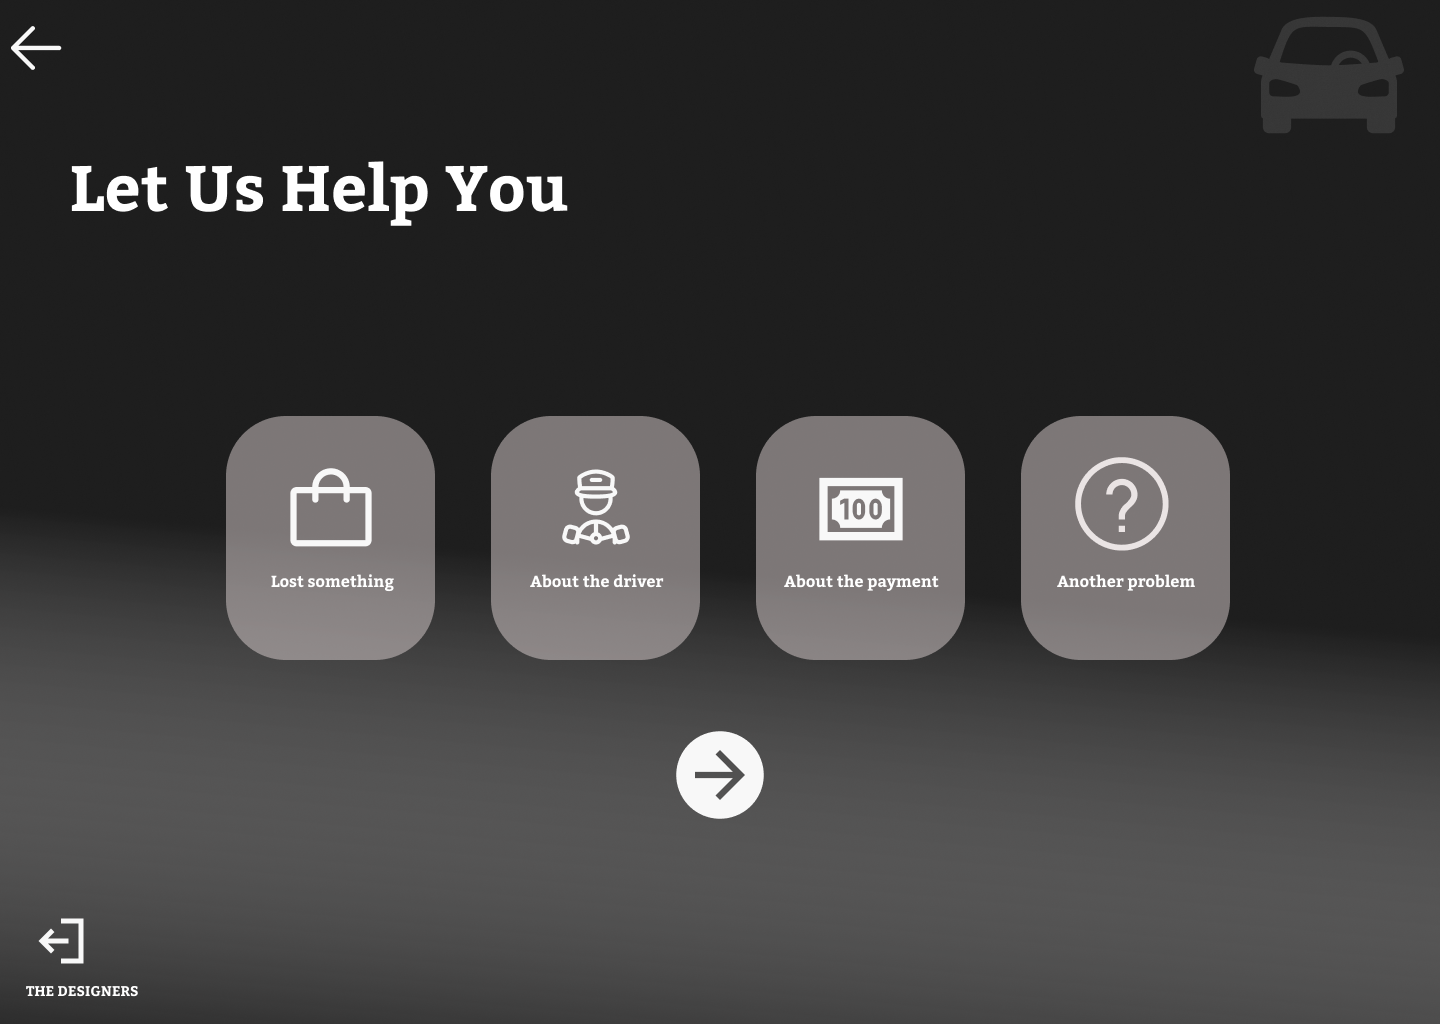 Let Us Help You
100
Lost something
About the driver
About the payment
Another problem
THE DESIGNERS